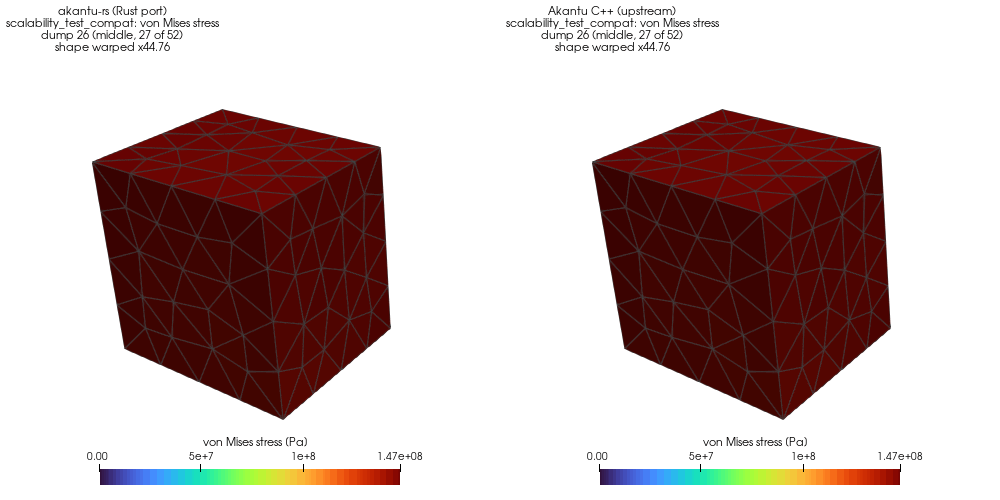 akantu-rs (Rust port)
scalability_test_compat: von Mises stress
dump 26 (middle, 27 of 52)
shape warped x44.76
Akantu C++ (upstream)
scalability_test_compat: von Mises stress
dump 26 (middle, 27 of 52)
shape warped x44.76
von Mises stress (Pa)
0.00 5e+7 1e+8 1.47e+08
von Mises stress (Pa)
0.00 5e+7 1e+8 1.47e+08